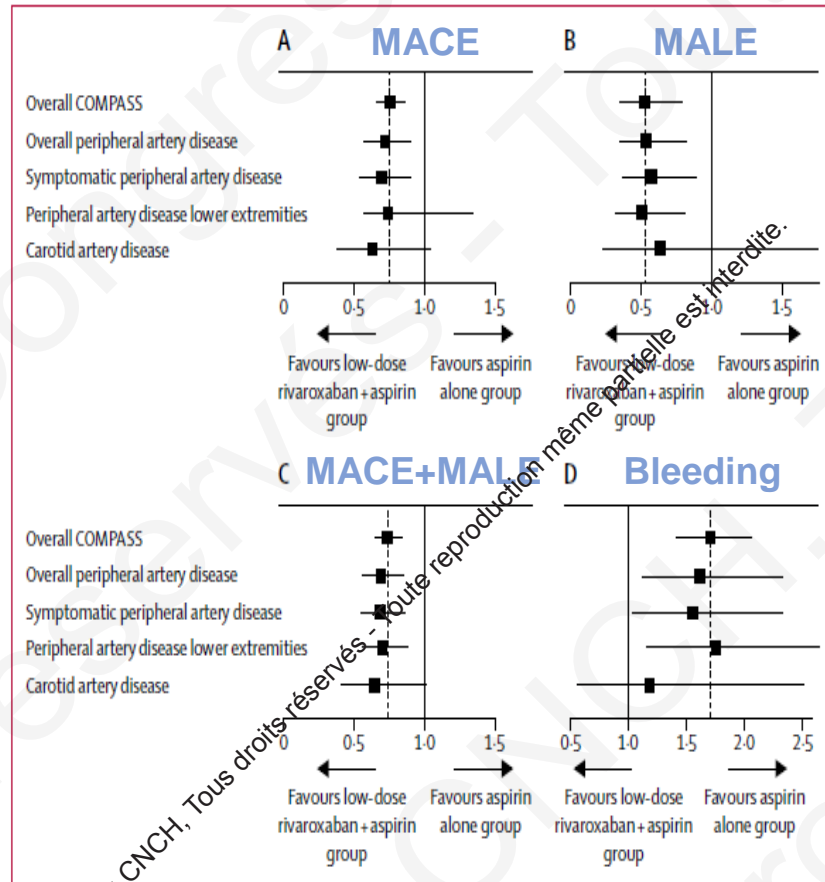 A MACE
B MALE
Overall COMPASS
Overall peripheral artery disease
Symptomatic peripheral artery disease
Peripheral artery disease lower extremities
Carotid artery disease
0 0·5 1·0 1·5
0 0·5 1·0 1·5
Favours low-dose
rivaroxaban + aspirin
group
Favours aspirin
alone group
Favours low-dose
rivaroxaban + aspirin
group
Favours aspirin
alone group
C MACE+MALE
D Bleeding
Overall COMPASS
Overall peripheral artery disease
Symptomatic peripheral artery disease
Peripheral artery disease lower extremities
Carotid artery disease
0 0·5 1·0 1·5
0·5 1·0 1·5 2·0 2·5
Favours low-dose
rivaroxaban + aspirin
group
Favours aspirin
alone group
Favours low-dose
rivaroxaban + aspirin
group
Favours aspirin
alone group
CNCH, Tous droits réservés - Toute reproduction même partielle est interdite.